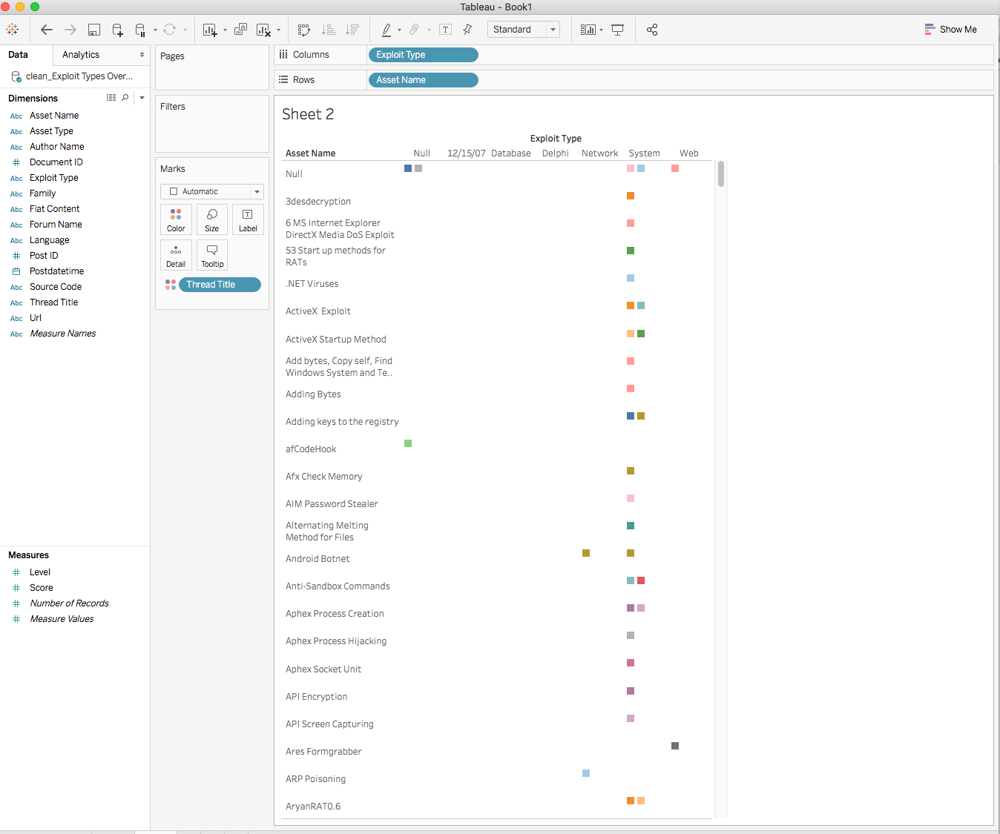 Tableau - Book1
Standard
Show Me
Data
Analytics
Pages
Columns
Exploit Type
clean_Exploit Types Over...
Rows
Asset Name
Dimensions
Abc Asset Name
Abc Asset Type
Abc Author Name
# Document ID
Abc Exploit Type
Abc Family
Abc Flat Content
Abc Forum Name
Abc Language
# Post ID
Postdatetime
Abc Source Code
Abc Thread Title
Abc Url
Abc Measure Names
Measures
# Level
# Score
# Number of Records
# Measure Values
Filters
Marks
Automatic
Color
Size
T
Label
Detail
Tooltip
Thread Title
Sheet 2
Exploit Type
Asset Name
Null
12/15/07
Database
Delphi
Network
System
Web
Null
3desdecryption
6 MS Internet Explorer
DirectX Media DoS Exploit
53 Start up methods for
RATs
.NET Viruses
ActiveX Exploit
ActiveX Startup Method
Add bytes, Copy self, Find
Windows System and Te..
Adding Bytes
Adding keys to the registry
afCodeHook
Afx Check Memory
AIM Password Stealer
Alternating Melting
Method for Files
Android Botnet
Anti-Sandbox Commands
Aphex Process Creation
Aphex Process Hijacking
Aphex Socket Unit
API Encryption
API Screen Capturing
Ares Formgrabber
ARP Poisoning
AryanRAT0.6